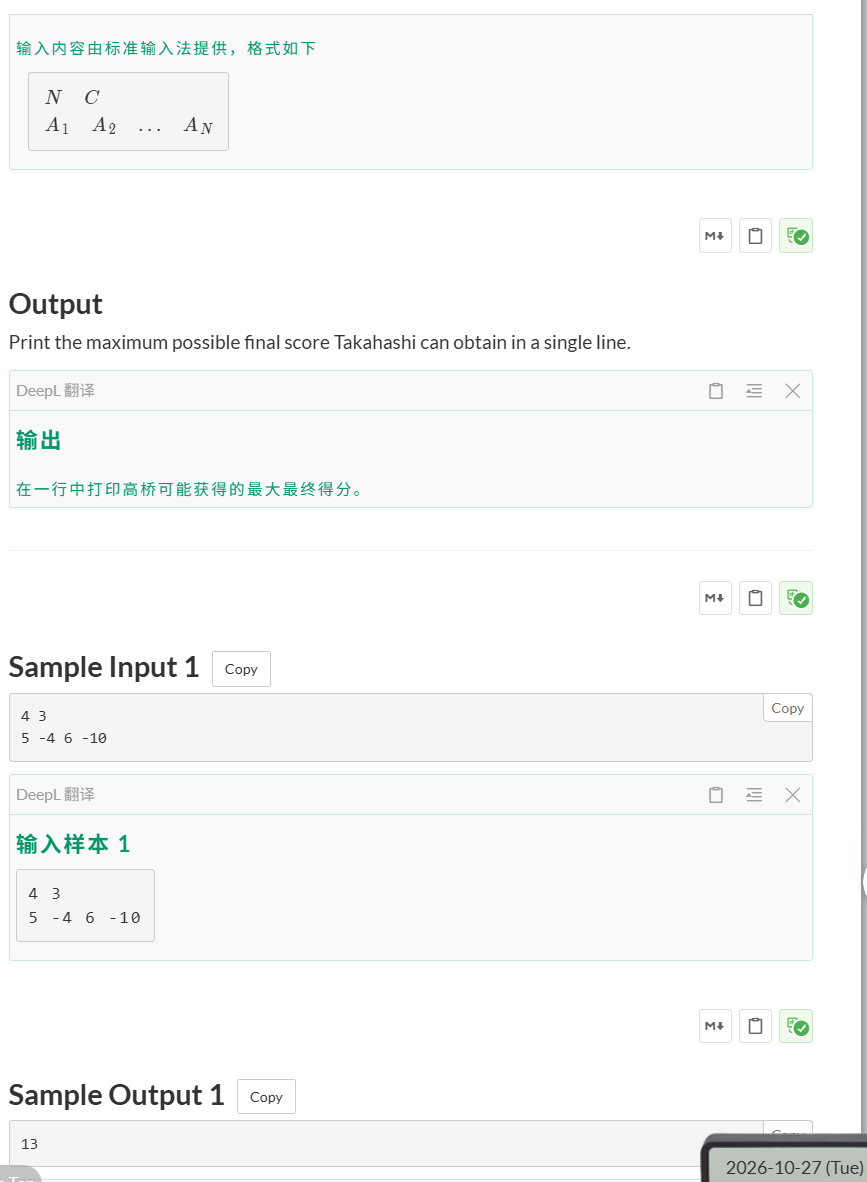 输入内容由标准输入法提供，格式如下
N C
A1 A2 ... AN
M
Output
Print the maximum possible final score Takahashi can obtain in a single line.
DeepL 翻译
输出
在一行中打印高桥可能获得的最大最终得分。
M
Sample Input 1 Copy
Copy
4 3
5 -4 6 -10
DeepL 翻译
输入样本 1
4 3
5 -4 6 -10
M
Sample Output 1 Copy
13
2026-10-27 (Tue)